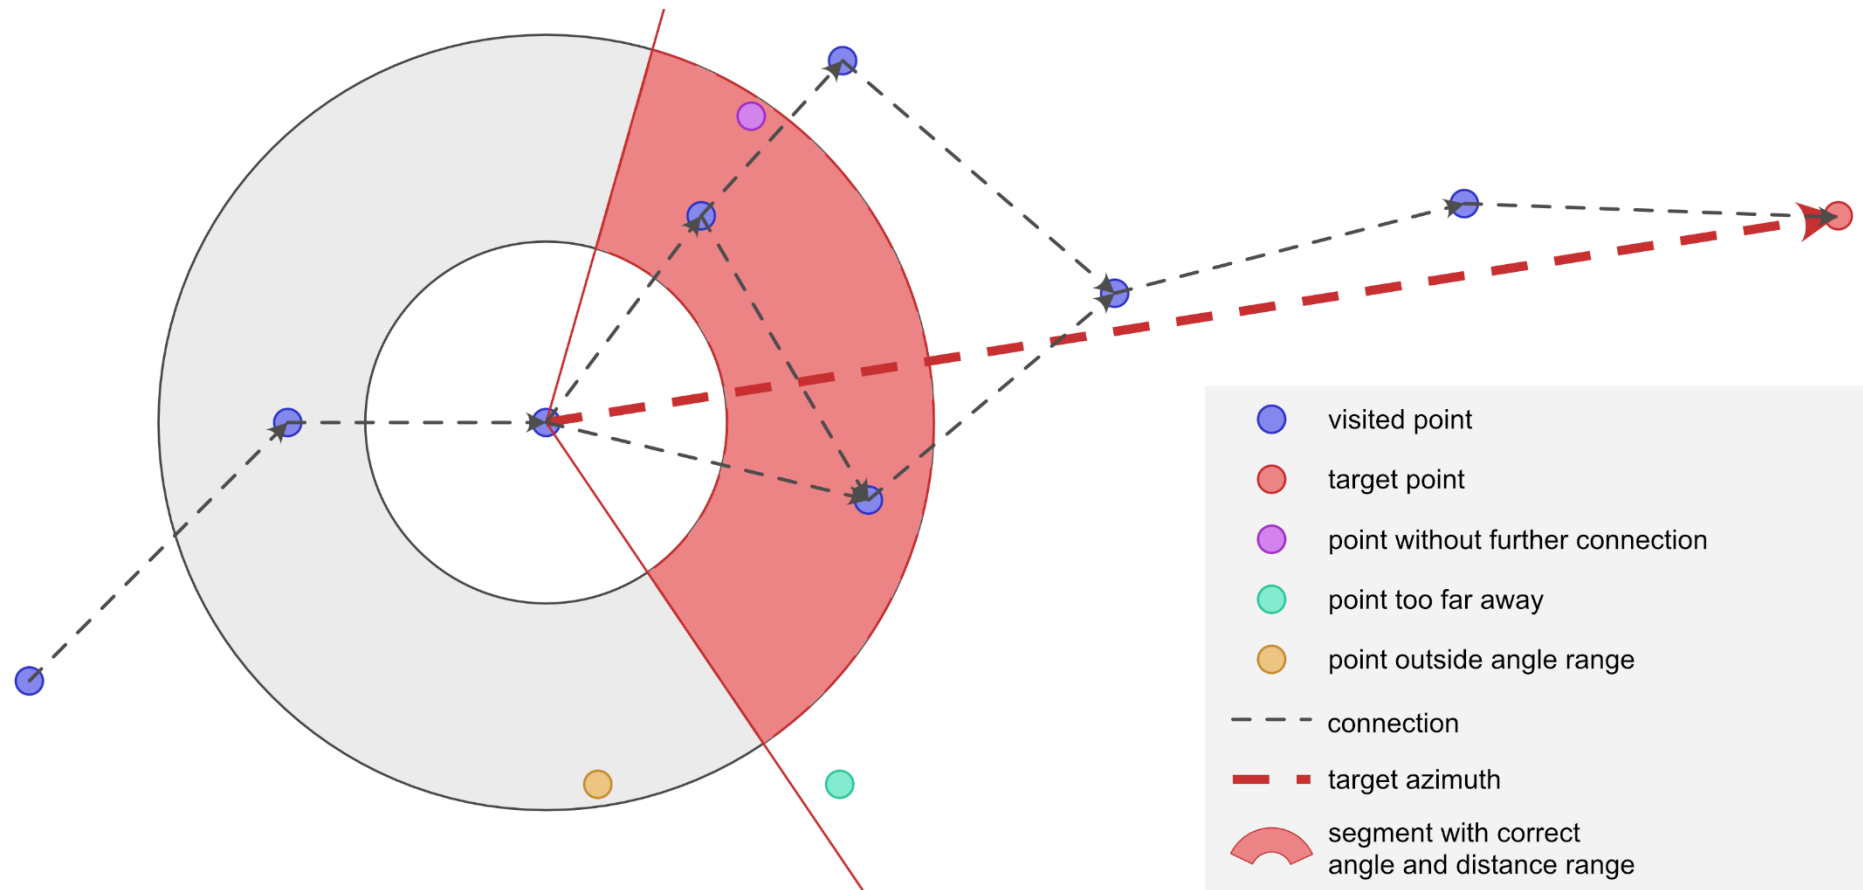 visited point
target point
point without further connection
point too far away
point outside angle range
connection
target azimuth
segment with correct
angle and distance range